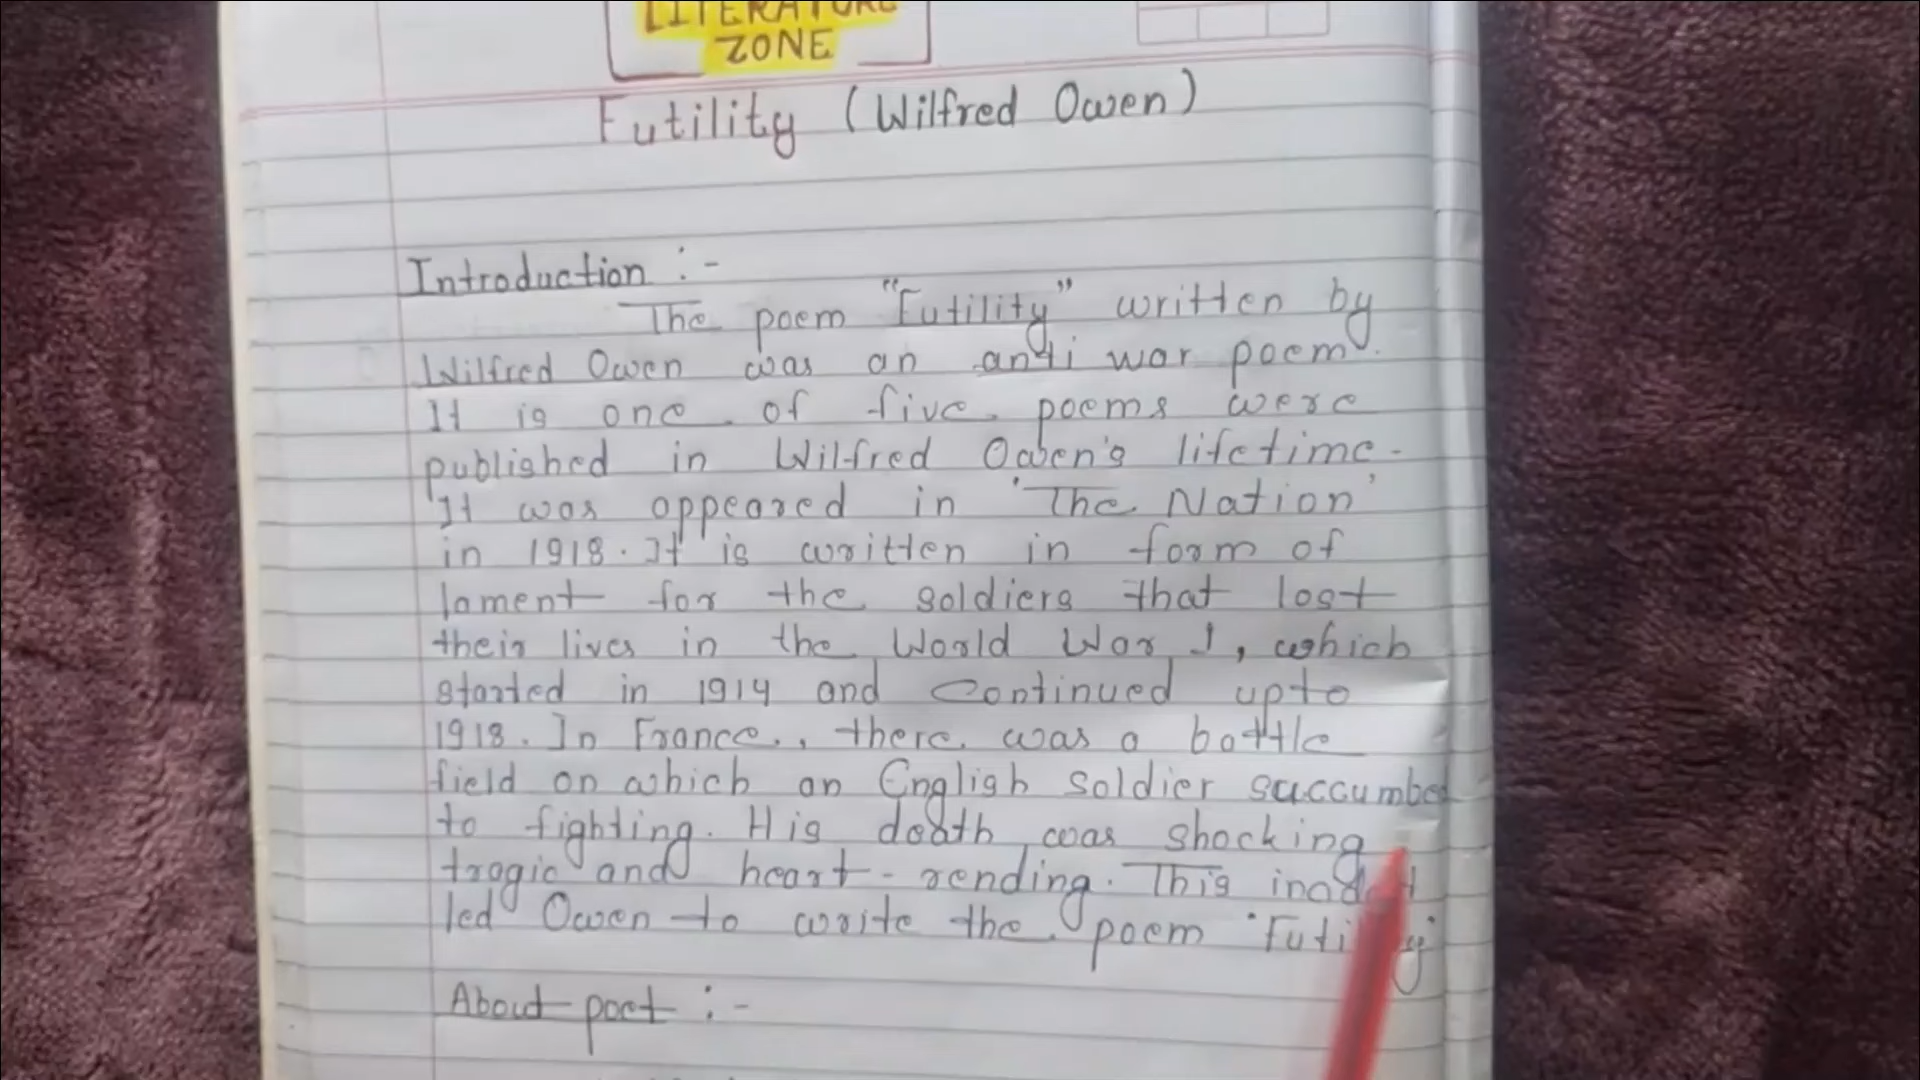 LITERATURE
ZONE
Futility (Wilfred Owen)
Introduction :-
The poem "Futility" written by
Wilfred Owen was an anti war poem.
It is one of five poems were
published in Wilfred Owen's lifetime.
It was appeared in 'The Nation'
in 1918. It is written in form of
lament for the soldiers that lost
their lives in the World War I, which
started in 1914 and continued upto
1918. In France, there was a battle
field on which an English soldier succumbed
to fighting. His death was shocking
tragic and heart-rending. This
led Owen to write the poem 'Futility'
About poet :-